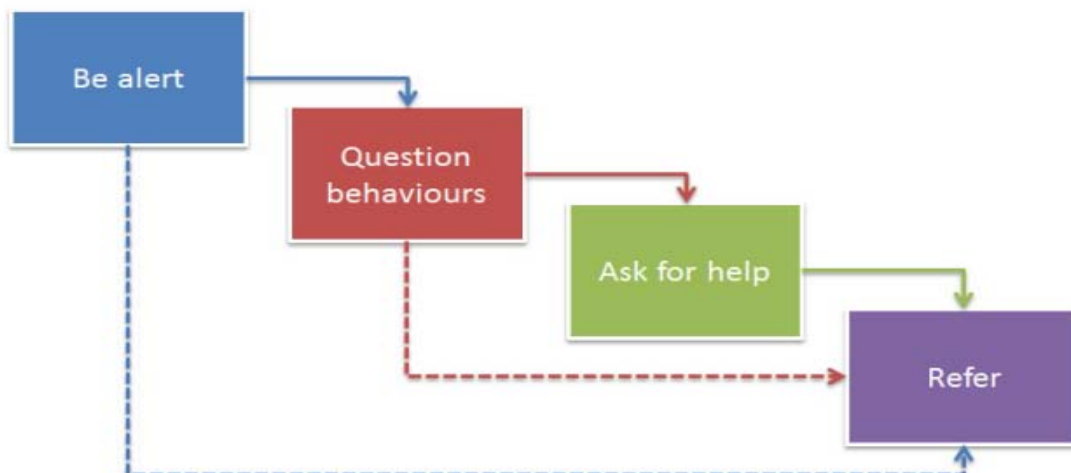 Be alert
Question
behaviours
Ask for help
Refer